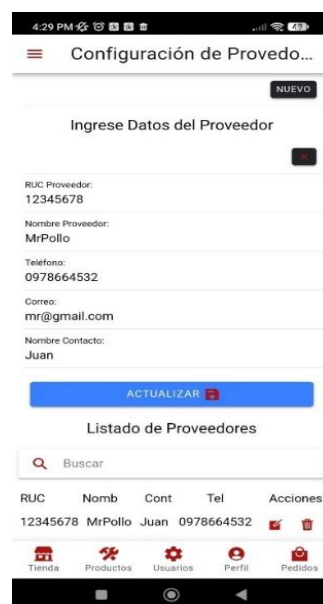 4:29 PM
47
Configuración de Provedo...
NUEVO
Ingrese Datos del Proveedor
RUC Proveedor:
12345678
Nombre Proveedor:
MrPollo
Teléfono:
0978664532
Correo:
mr@gmail.com
Nombre Contacto:
Juan
ACTUALIZAR
Listado de Proveedores
Buscar
RUC Nomb Cont Tel Acciones
12345678 MrPollo Juan 0978664532
Tienda Productos Usuarios Perfil Pedidos